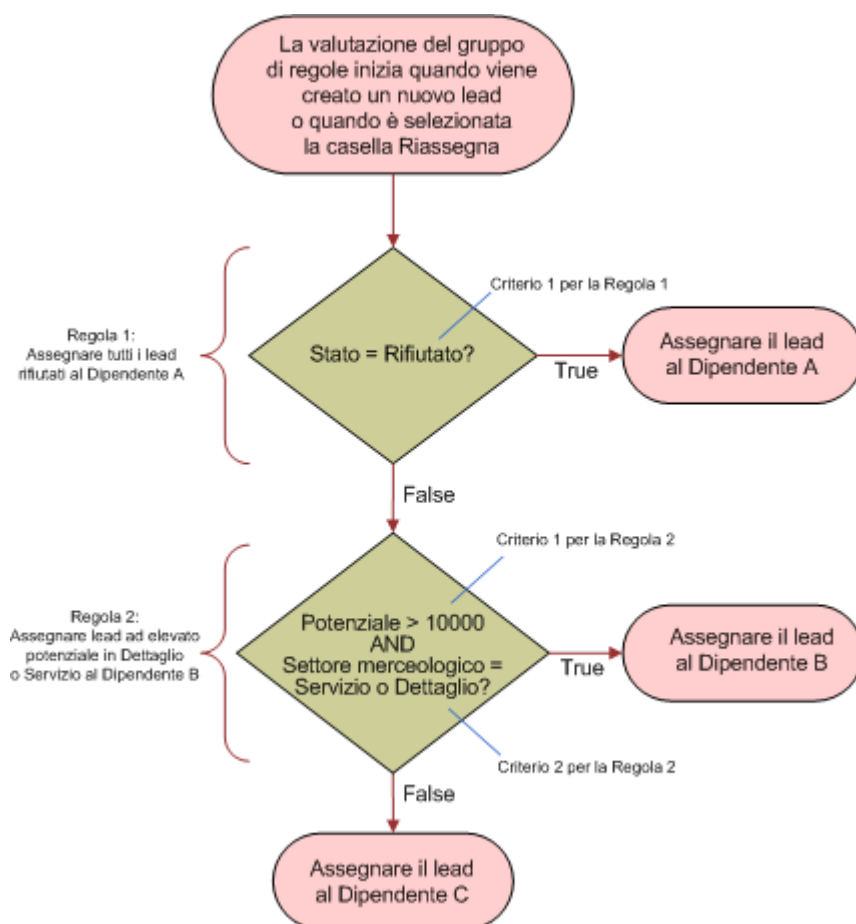 La valutazione del gruppo
di regole inizia quando viene
creato un nuovo lead
o quando è selezionata
la casella Riassegna
Criterio 1 per la Regola 1
Regola 1:
Assegnare tutti i lead
rifiutati al Dipendente A
Stato = Rifiutato?
True
Assegnare il lead
al Dipendente A
False
Criterio 1 per la Regola 2
Regola 2:
Assegnare lead ad elevato
potenziale in Dettaglio
o Servizio al Dipendente B
Potenziale > 10000
AND
Settore merceologico =
Servizio o Dettaglio?
True
Assegnare il lead
al Dipendente B
Criterio 2 per la Regola 2
False
Assegnare il lead
al Dipendente C